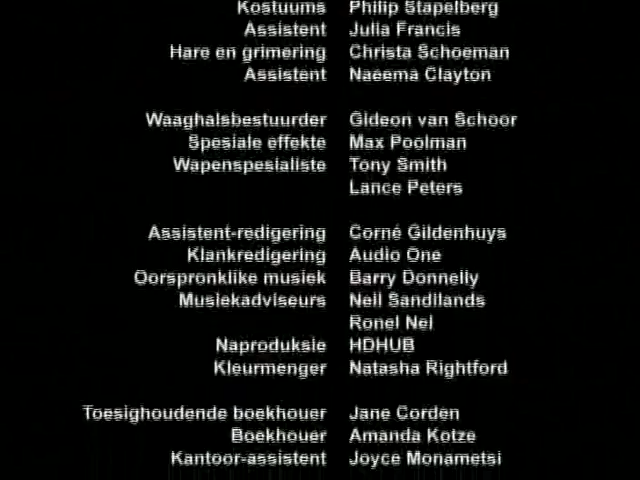 Kostuums Philip Stapelberg
Assistent Julia Francis
Hare en grimering Christa Schoeman
Assistent Naeema Clayton
Waaghalsbestuurder Gideon van Schoor
Spesiale effekte Max Poolman
Wapenspesialiste Tony Smith
Lance Peters
Assistent-redigering Corné Gildenhuys
Klankredigering Audio One
Oorspronklike musiek Barry Donnelly
Musiekadviseurs Neil Sandilands
Ronel Nel
Naproduksie HDHUB
Kleurmenger Natasha Rightford
Toesighoudende boekhouer Jane Corden
Boekhouer Amanda Kotze
Kantoor-assistent Joyce Monametsi